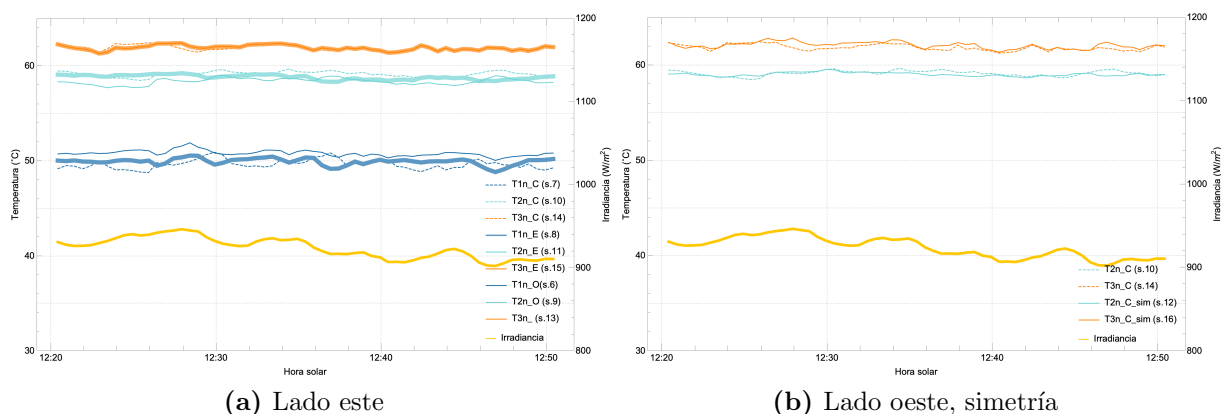 1200
60
50
40
30
1100
1000
900
800
Temperatura (˚C)
Irradiancia (W/m²)
T1n_C (s.7)
T2n_C (s.10)
T3n_C (s.14)
T1n_E (s.8)
T2n_E (s.11)
T3n_E (s.15)
T1n_O(s.6)
T2n_O (s.9)
T3n_ (s.13)
Irradiancia
12:20
12:30
12:40
12:50
Hora solar
(a) Lado este
1200
60
50
40
30
1100
1000
900
800
Temperatura (˚C)
Irradiancia (W/m²)
T2n_C (s.10)
T3n_C (s.14)
T2n_C_sim (s.12)
T3n_C_sim (s.16)
Irradiancia
12:20
12:30
12:40
12:50
Hora solar
(b) Lado oeste, simetría